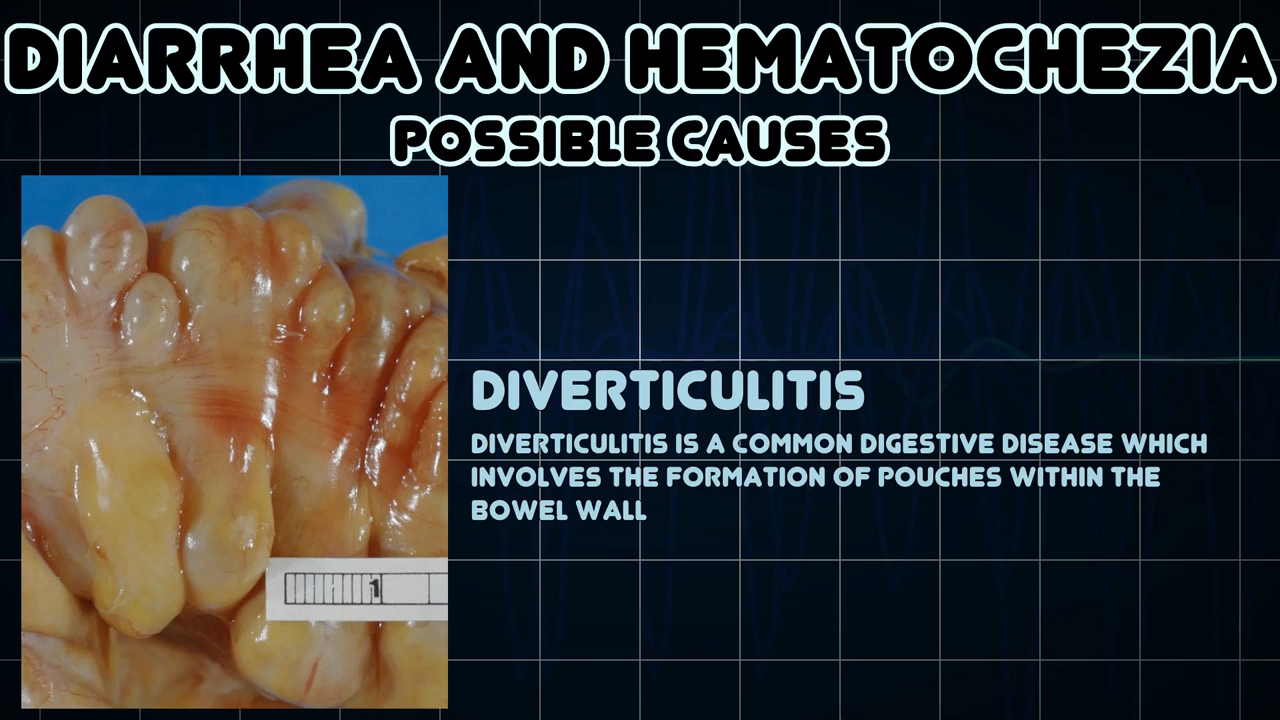 DIARRHEA AND HEMATOCHEZIA
POSSIBLE CAUSES
DIVERTICULITIS
DIVERTICULITIS IS A COMMON DIGESTIVE DISEASE WHICH
INVOLVES THE FORMATION OF POUCHES WITHIN THE
BOWEL WALL
1